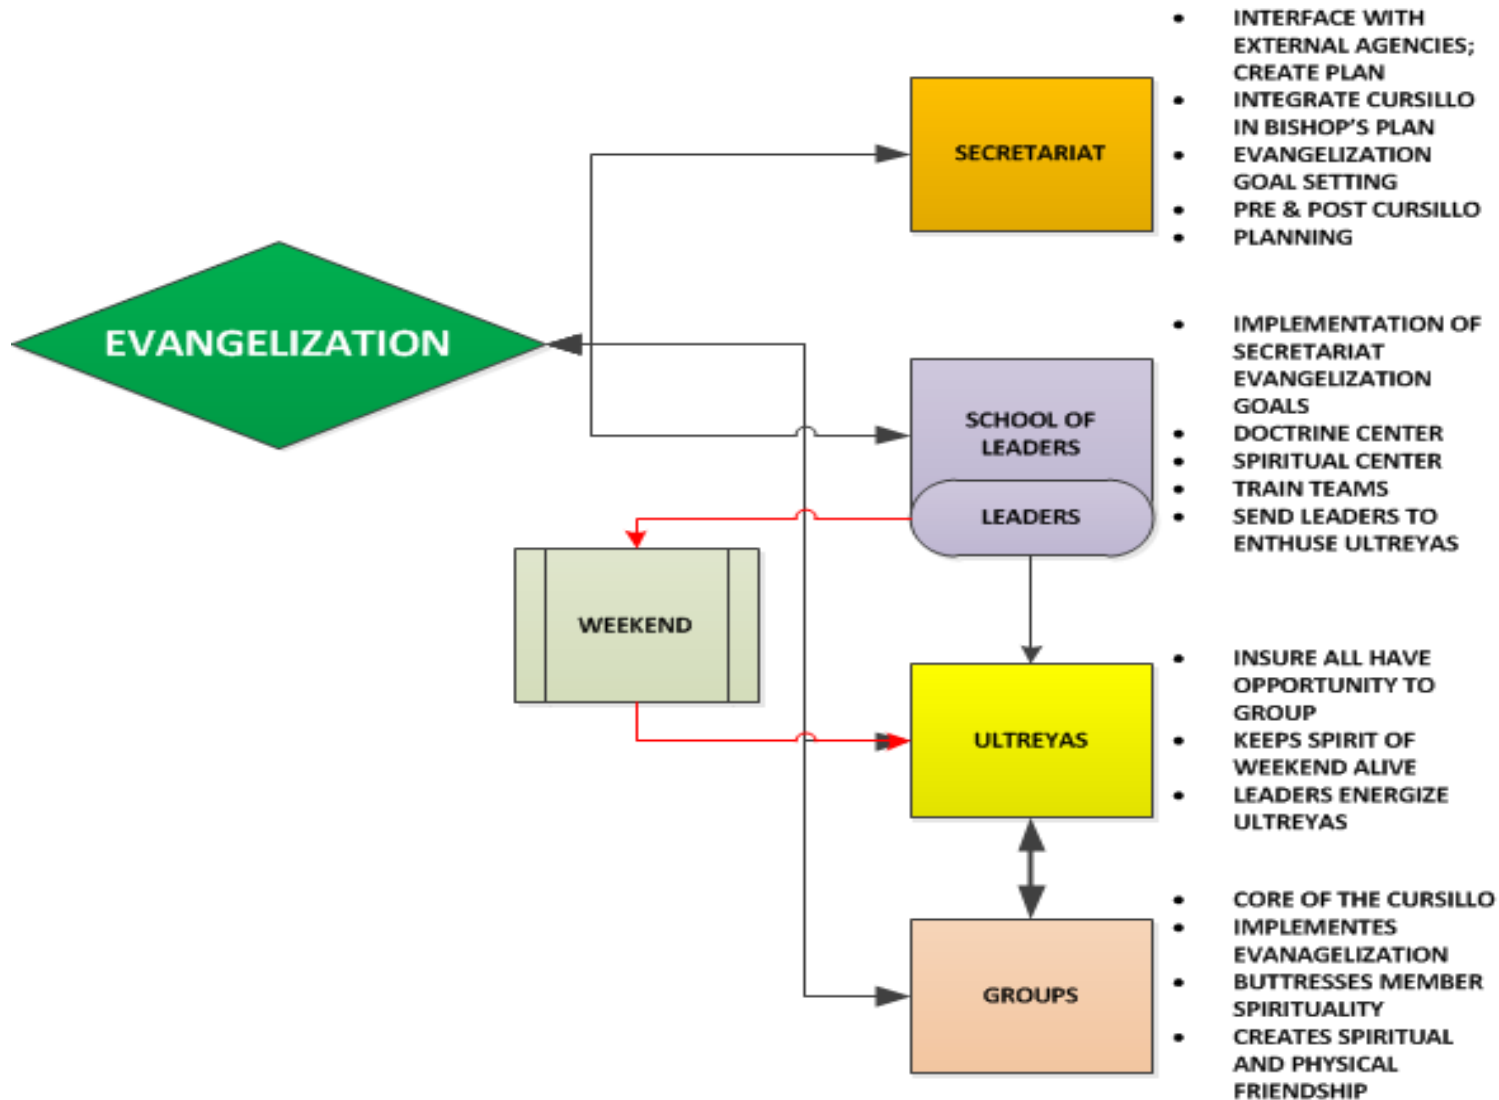 • INTERFACE WITH
EXTERNAL AGENCIES;
CREATE PLAN
• INTEGRATE CURSILLO
IN BISHOP'S PLAN
• EVANGELIZATION
GOAL SETTING
• PRE & POST CURSILLO
• PLANNING
SECRETARIAT
EVANGELIZATION
• IMPLEMENTATION OF
SECRETARIAT
EVANGELIZATION
GOALS
• DOCTRINE CENTER
• SPIRITUAL CENTER
• TRAIN TEAMS
• SEND LEADERS TO
ENTHUSE ULTREYAS
SCHOOL OF
LEADERS
LEADERS
WEEKEND
• INSURE ALL HAVE
OPPORTUNITY TO
GROUP
• KEEPS SPIRIT OF
WEEKEND ALIVE
• LEADERS ENERGIZE
ULTREYAS
ULTREYAS
• CORE OF THE CURSILLO
• IMPLEMENTES
EVANAGELIZATION
• BUTTRESSES MEMBER
SPIRITUALITY
• CREATES SPIRITUAL
AND PHYSICAL
FRIENDSHIP
GROUPS